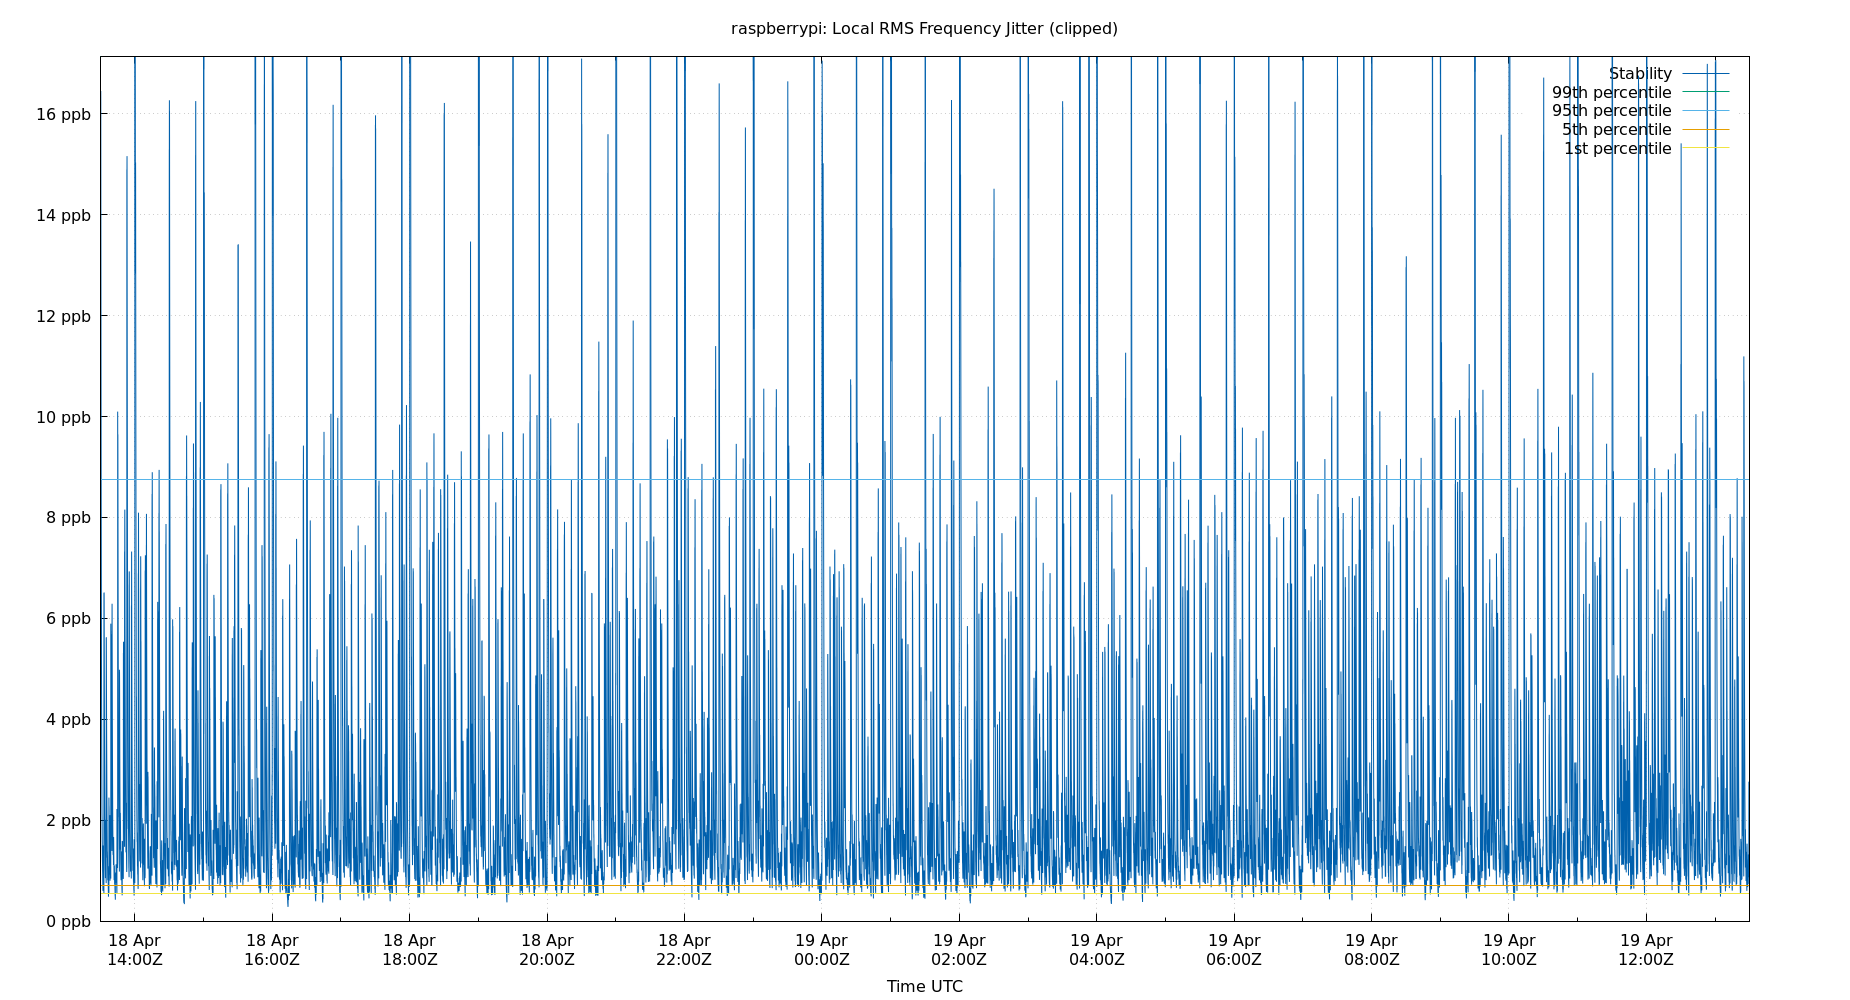 raspberrypi: Local RMS Frequency Jitter (clipped)
Stability
99th percentile
95th percentile
5th percentile
1st percentile
16 ppb
14 ppb
12 ppb
10 ppb
8 ppb
6 ppb
4 ppb
2 ppb
0 ppb
18 Apr 18 Apr 18 Apr 18 Apr 18 Apr 19 Apr 19 Apr 19 Apr 19 Apr 19 Apr 19 Apr 19 Apr
14:00Z 16:00Z 18:00Z 20:00Z 22:00Z 00:00Z 02:00Z 04:00Z 06:00Z 08:00Z 10:00Z 12:00Z
Time UTC